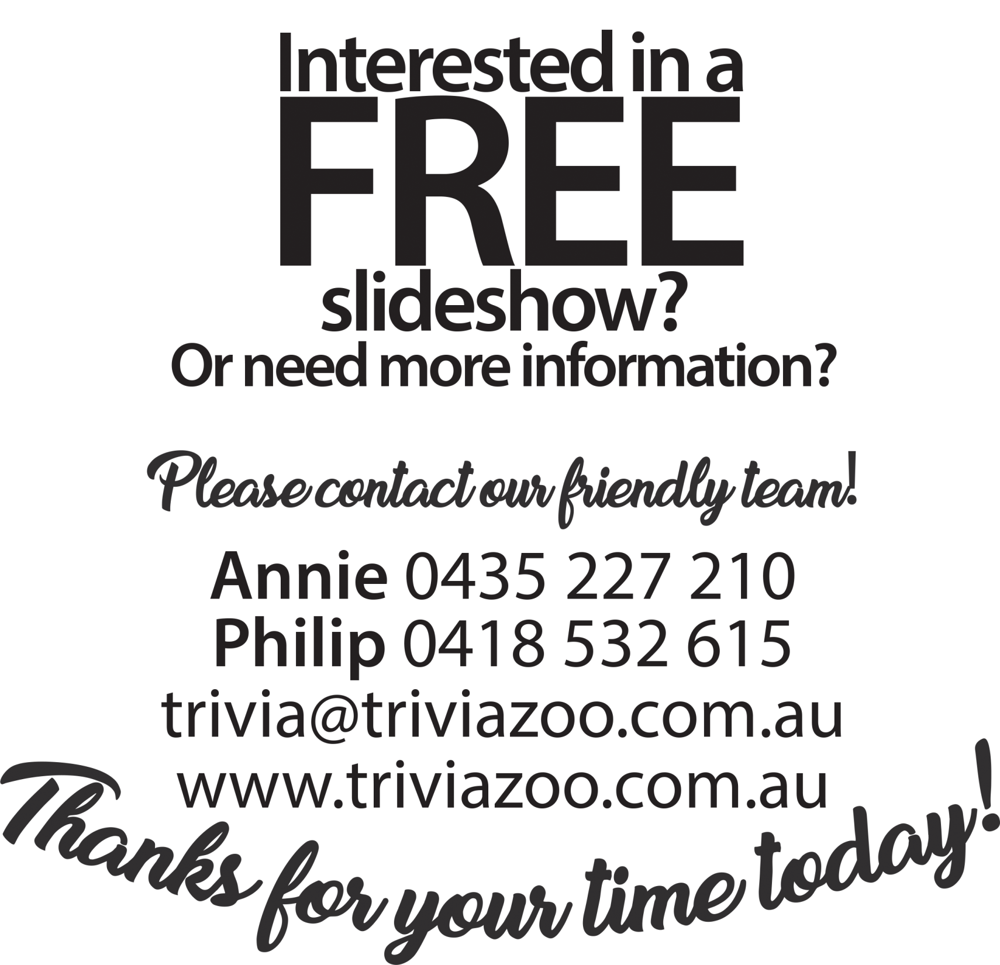 Interested in a
FREE
slideshow?
Or need more information?
Please contact our friendly team!
Annie 0435 227 210
Philip 0418 532 615
trivia@triviazoo.com.au
www.triviazoo.com.au
Thanks for your time today!